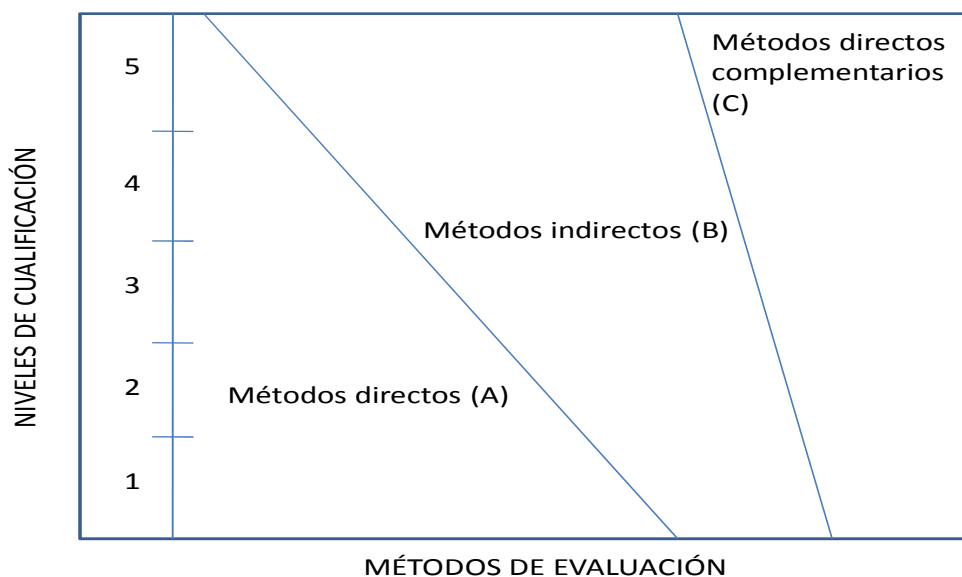 NIVELES DE CUALIFICACIÓN
5
4
3
2
1
Métodos directos (A)
Métodos indirectos (B)
Métodos directos
complementarios
(C)
MÉTODOS DE EVALUACIÓN